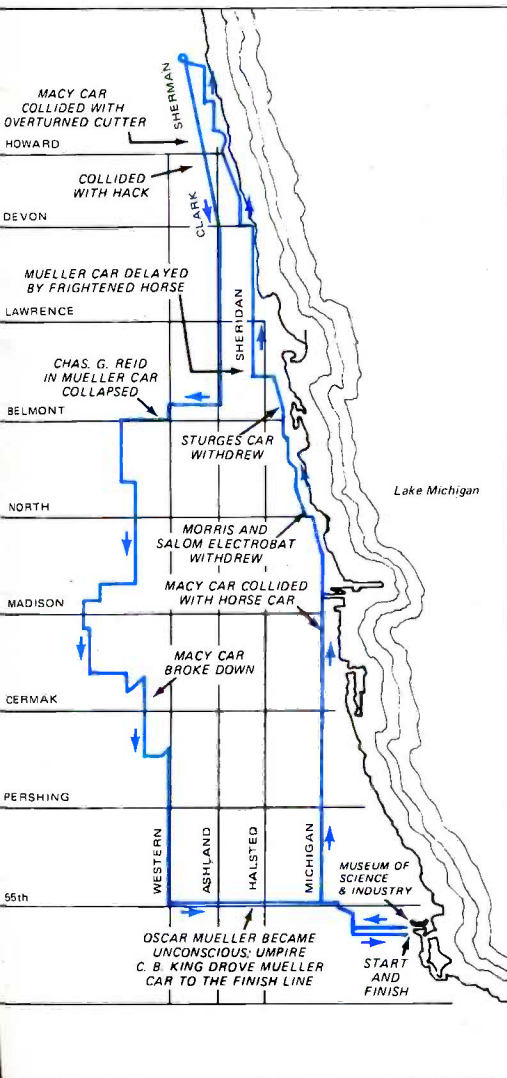 MACY CAR
COLLIDED WITH
OVERTURNED CUTTER
SHERMAN
HOWARD
COLLIDED
WITH HACK
CLARK
DEVON
MUELLER CAR DELAYED
BY FRIGHTENED HORSE
LAWRENCE
SHERIDAN
CHAS. G. REID
IN MUELLER CAR
COLLAPSED
BELMONT
STURGES CAR
WITHDREW
Lake Michigan
NORTH
MORRIS AND
SALOM ELECTROBAT
WITHDREW
MACY CAR COLLIDED
WITH HORSE CAR
MADISON
MACY CAR
BROKE DOWN
CERMAK
PERSHING
WESTERN
ASHLAND
HALSTED
MICHIGAN
MUSEUM OF
SCIENCE
& INDUSTRY
55th
OSCAR MUELLER BECAME
UNCONSCIOUS; UMPIRE
C. B. KING DROVE MUELLER
CAR TO THE FINISH LINE
START
AND
FINISH